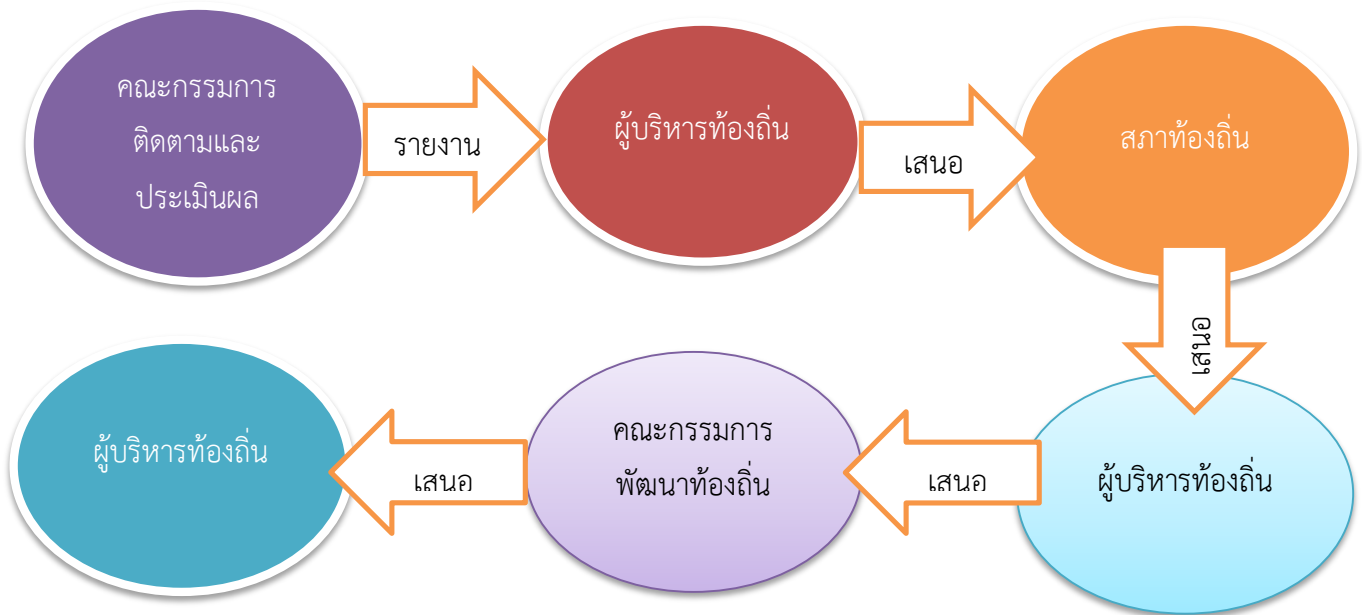 คณะกรรมการ
ติดตามและ
ประเมินผล
รายงาน
ผู้บริหารท้องถิ่น
เสนอ
สภาท้องถิ่น
เสนอ
ผู้บริหารท้องถิ่น
เสนอ
คณะกรรมการ
พัฒนาท้องถิ่น
เสนอ
ผู้บริหารท้องถิ่น